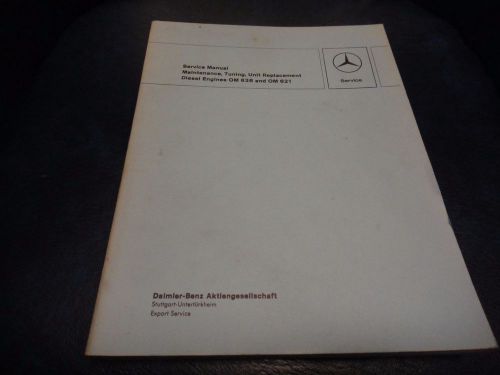 Service Manual
Maintenance, Tuning, Unit Replacement
Diesel Engines OM 636 and OM 621
Service
Daimler-Benz Aktiengesellschaft
Stuttgart-Untertürkheim
Export Service